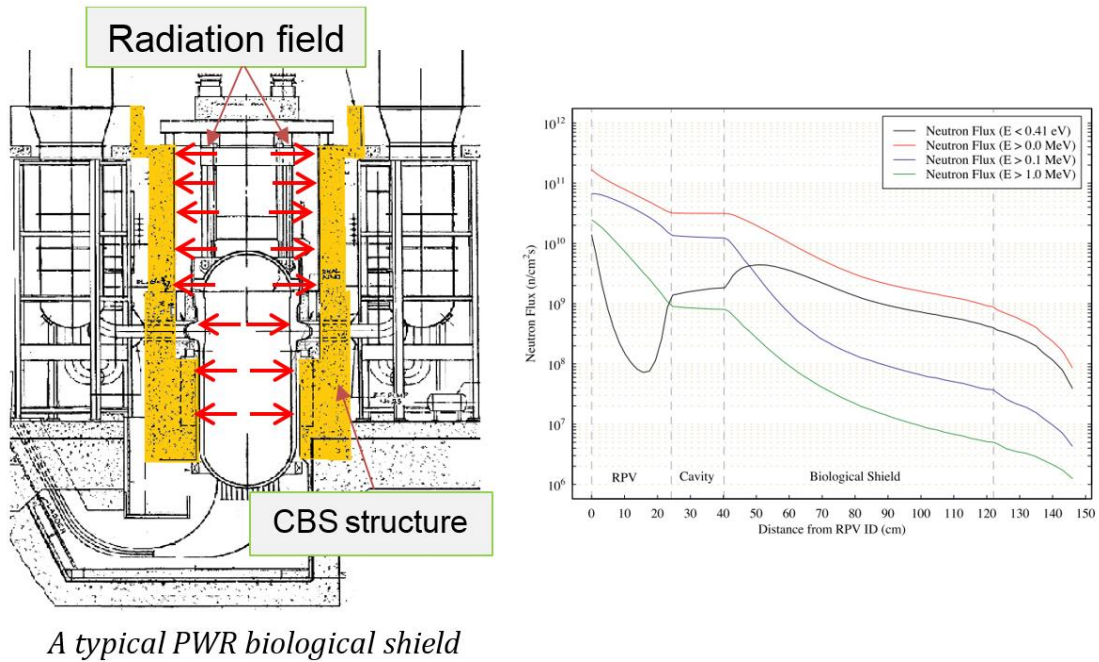 Radiation field
CBS structure
A typical PWR biological shield
Neutron Flux (E < 0.41 eV)
Neutron Flux (E > 0.0 MeV)
Neutron Flux (E > 0.1 MeV)
Neutron Flux (E > 1.0 MeV)
Neutron Flux (n/cm²s)
10¹²
10¹¹
10¹⁰
10⁹
10⁸
10⁷
10⁶
RPV Cavity Biological Shield
0 10 20 30 40 50 60 70 80 90 100 110 120 130 140 150
Distance from RPV ID (cm)